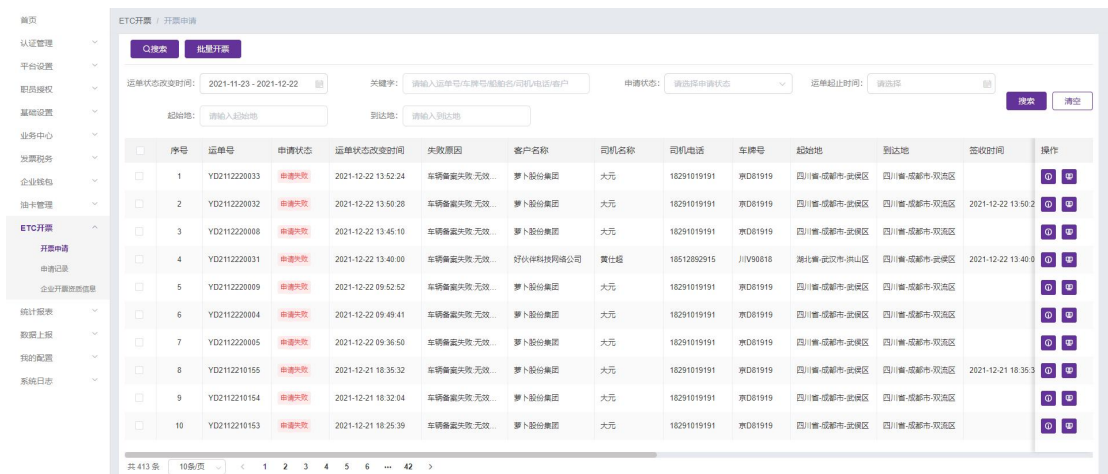 首页
认证管理
平台设置
职员授权
基础设置
业务中心
发票税务
企业钱包
油卡管理
ETC开票
开票申请
申请记录
企业开票资质信息
统计报表
数据上报
我的配置
系统日志
ETC开票 / 开票申请
搜索 批量开票
运单状态改变时间: 2021-11-23 - 2021-12-22 关键字: 请输入运单号/车牌号/船舶名/司机/电话/客户 申请状态: 请选择申请状态 运单起止时间: 请选择
搜索 清空
起始地: 请输入起始地 到达地: 请输入到达地
序号 运单号 申请状态 运单状态改变时间 失败原因 客户名称 司机名称 司机电话 车牌号 起始地 到达地 签收时间 操作
1 YD2112220033 申请失败 2021-12-22 13:52:24 车辆备案失败:无效... 萝卜股份集团 大元 18291019191 京D81919 四川省-成都市-武侯区 四川省-成都市-双流区
2 YD2112220032 申请失败 2021-12-22 13:50:28 车辆备案失败:无效... 萝卜股份集团 大元 18291019191 京D81919 四川省-成都市-武侯区 四川省-成都市-双流区 2021-12-22 13:50:2
3 YD2112220008 申请失败 2021-12-22 13:45:10 车辆备案失败:无效... 萝卜股份集团 大元 18291019191 京D81919 四川省-成都市-武侯区 四川省-成都市-双流区
4 YD2112220031 申请失败 2021-12-22 13:40:00 车辆备案失败:无效... 好伙伴科技网络公司 黄仕超 18512892915 川V90818 湖北省-武汉市-洪山区 四川省-成都市-武侯区 2021-12-22 13:40:0
5 YD2112220009 申请失败 2021-12-22 09:52:52 车辆备案失败:无效... 萝卜股份集团 大元 18291019191 京D81919 四川省-成都市-武侯区 四川省-成都市-双流区
6 YD2112220004 申请失败 2021-12-22 09:49:41 车辆备案失败:无效... 萝卜股份集团 大元 18291019191 京D81919 四川省-成都市-武侯区 四川省-成都市-双流区
7 YD2112220005 申请失败 2021-12-22 09:36:50 车辆备案失败:无效... 萝卜股份集团 大元 18291019191 京D81919 四川省-成都市-武侯区 四川省-成都市-双流区
8 YD2112210155 申请失败 2021-12-21 18:35:32 车辆备案失败:无效... 萝卜股份集团 大元 18291019191 京D81919 四川省-成都市-武侯区 四川省-成都市-双流区 2021-12-21 18:35:3
9 YD2112210154 申请失败 2021-12-21 18:32:04 车辆备案失败:无效... 萝卜股份集团 大元 18291019191 京D81919 四川省-成都市-武侯区 四川省-成都市-双流区
10 YD2112210153 申请失败 2021-12-21 18:25:39 车辆备案失败:无效... 萝卜股份集团 大元 18291019191 京D81919 四川省-成都市-武侯区 四川省-成都市-双流区
共 413 条 10条/页 < 1 2 3 4 5 6 ••• 42 >